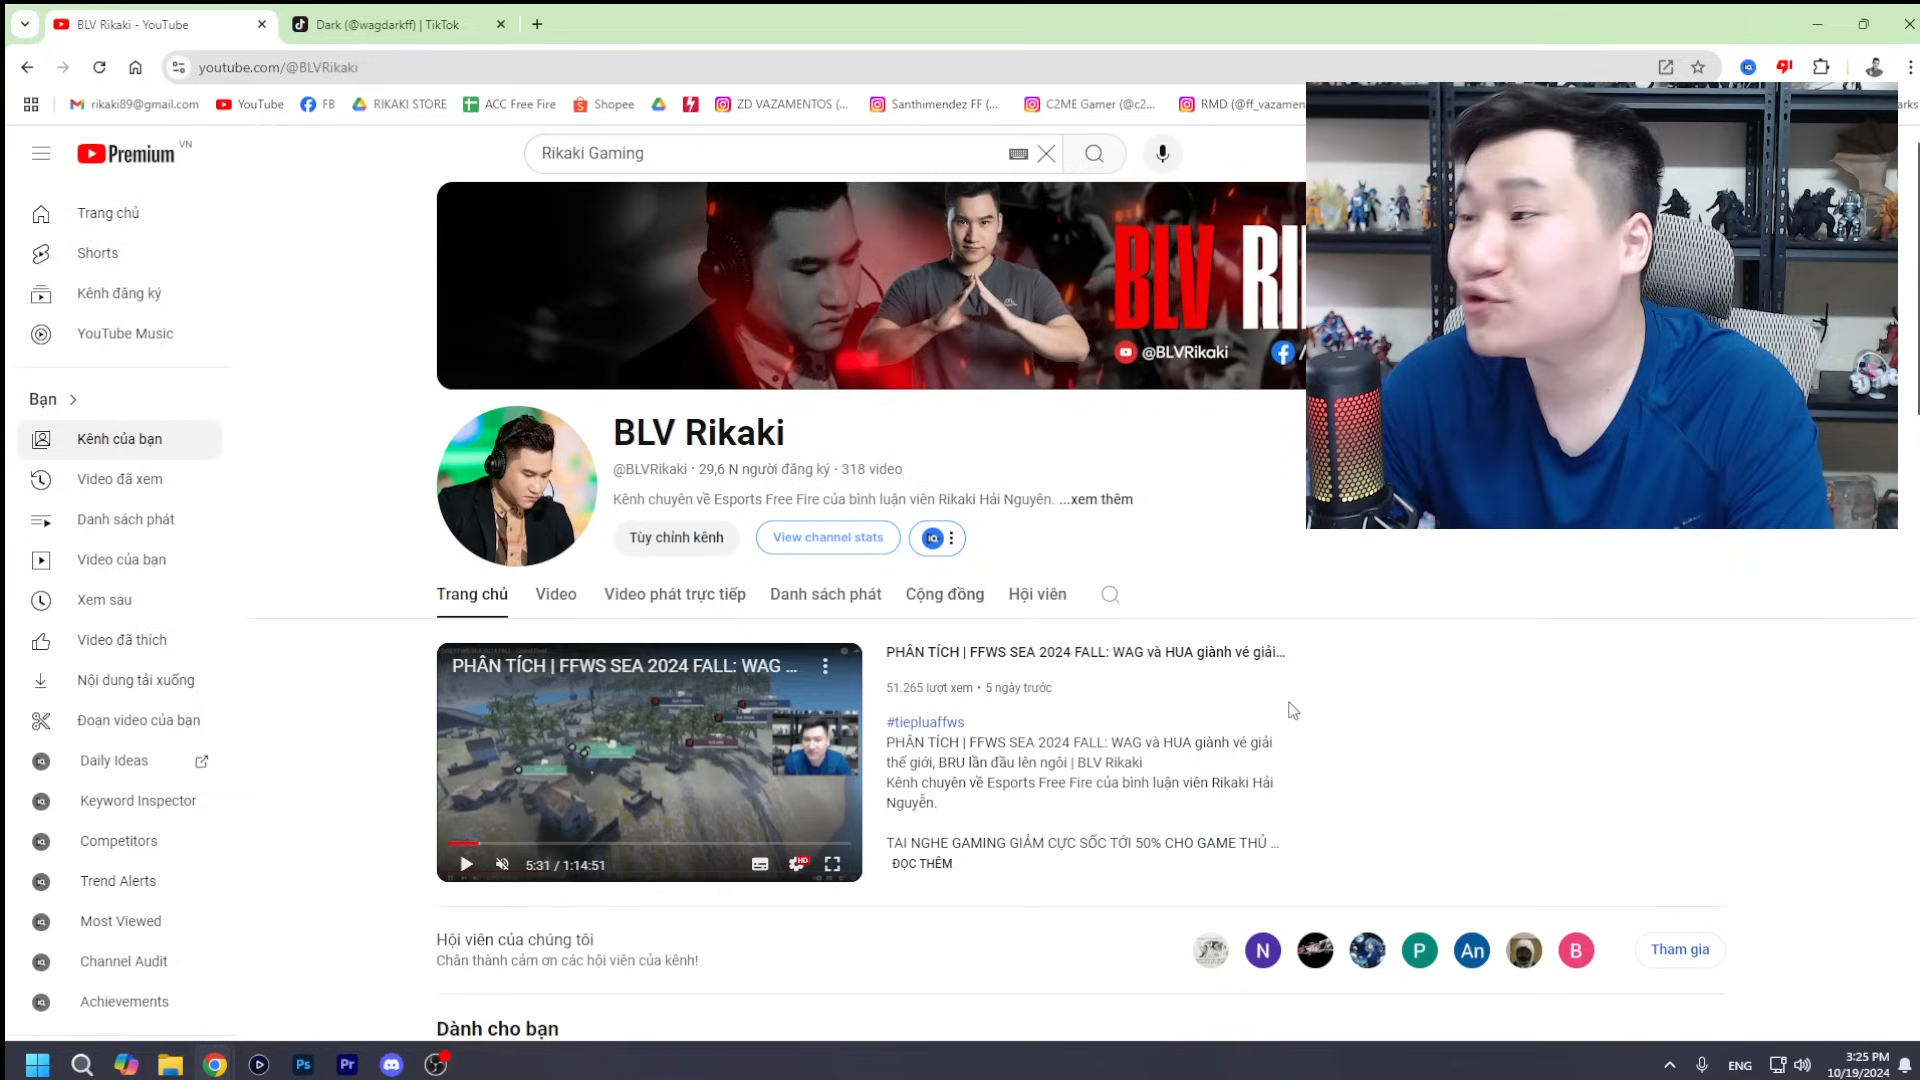 BLV Rikaki - YouTube
Dark (@wagdarkff) | TikTok
youtube.com/@BLVRikaki
rikaki89@gmail.com
YouTube
FB
RIKAKI STORE
ACC Free Fire
Shopee
ZD VAZAMENTOS (...
Santhimendez FF (...
C2ME Gamer (@c2...
RMD (@ff_vazamen
arks
Premium VN
Rikaki Gaming
Trang chủ
Shorts
Kênh đăng ký
YouTube Music
Bạn
Kênh của bạn
Video đã xem
Danh sách phát
Video của bạn
Xem sau
Video đã thích
Nội dung tải xuống
Đoạn video của bạn
Daily Ideas
Keyword Inspector
Competitors
Trend Alerts
Most Viewed
Channel Audit
Achievements
BLV RI
@BLVRikaki
BLV Rikaki
@BLVRikaki · 29,6 N người đăng ký · 318 video
Kênh chuyên về Esports Free Fire của bình luận viên Rikaki Hải Nguyên. ...xem thêm
Tùy chỉnh kênh
View channel stats
Trang chủ
Video
Video phát trực tiếp
Danh sách phát
Cộng đồng
Hội viên
PHÂN TÍCH | FFWS SEA 2024 FALL: WAG ...
5:31 / 1:14:51
HD
PHÂN TÍCH | FFWS SEA 2024 FALL: WAG và HUA giành vé giải...
51.265 lượt xem • 5 ngày trước
#tiepluaffws
PHÂN TÍCH | FFWS SEA 2024 FALL: WAG và HUA giành vé giải
thế giới, BRU lần đầu lên ngôi | BLV Rikaki
Kênh chuyên về Esports Free Fire của bình luận viên Rikaki Hải
Nguyễn.
TAI NGHE GAMING GIẢM CỰC SỐC TỚI 50% CHO GAME THỦ ...
ĐỌC THÊM
Hội viên của chúng tôi
Chân thành cảm ơn các hội viên của kênh!
N
P
An
B
Tham gia
Dành cho bạn
Ps
Pr
ENG
3:25 PM
10/19/2024